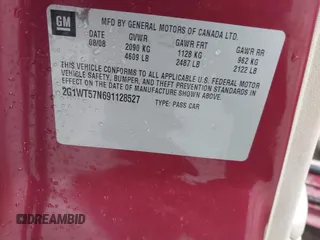 GM
MFD BY GENERAL MOTORS OF CANADA LTD.
DATE GVWR GAWR FRT GAWR RR
08/08 2090 KG 1128 KG 962 KG
4609 LB 2487 LB 2122 LB
THIS VEHICLE CONFORMS TO ALL APPLICABLE U.S. FEDERAL MOTOR
VEHICLE SAFETY, BUMPER, AND THEFT PREVENTION STANDARDS IN
EFFECT ON THE DATE OF MANUFACTURE SHOWN ABOVE.
2G1WT57N691128527 TYPE: PASS CAR
DREAMBID